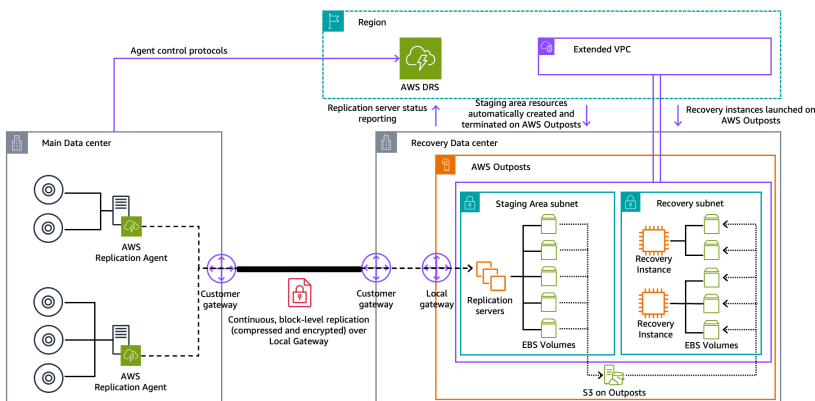 Region
Agent control protocols
Extended VPC
AWS DRS
Replication server status
reporting
Staging area resources
automatically created and
terminated on AWS Outposts
Recovery instances launched on
AWS Outposts
Main Data center
Recovery Data center
AWS Outposts
Staging Area subnet
Recovery subnet
AWS
Replication Agent
Recovery
Instance
Customer
gateway
Customer
gateway
Local
gateway
Replication
servers
Continuous, block-level replication
(compressed and encrypted) over
Local Gateway
Recovery
Instance
EBS Volumes
EBS Volumes
AWS
Replication Agent
S3 on Outposts